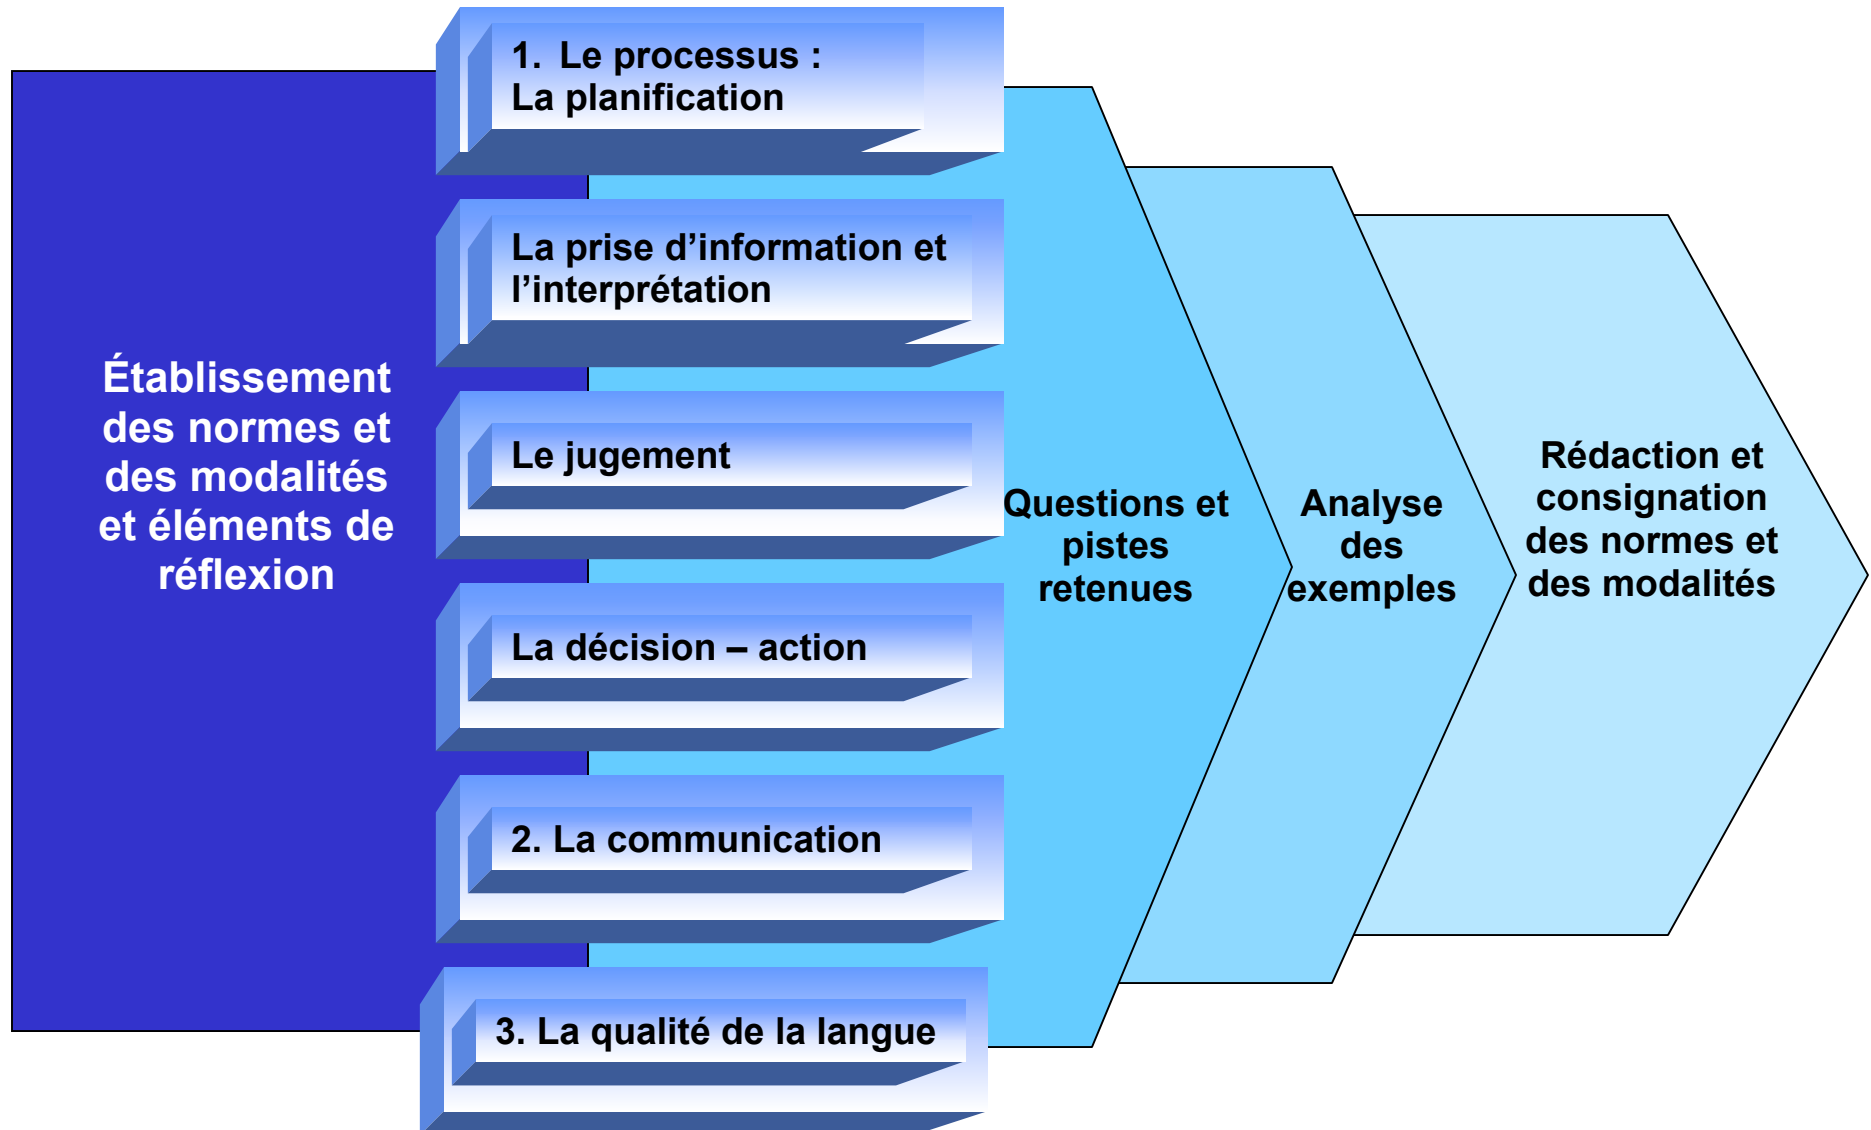 Établissement
des normes et
des modalités
et éléments de
réflexion
1. Le processus :
La planification
La prise d’information et
l’interprétation
Le jugement
La décision – action
2. La communication
3. La qualité de la langue
Questions et
pistes
retenues
Analyse
des
exemples
Rédaction et
consignation
des normes et
des modalités